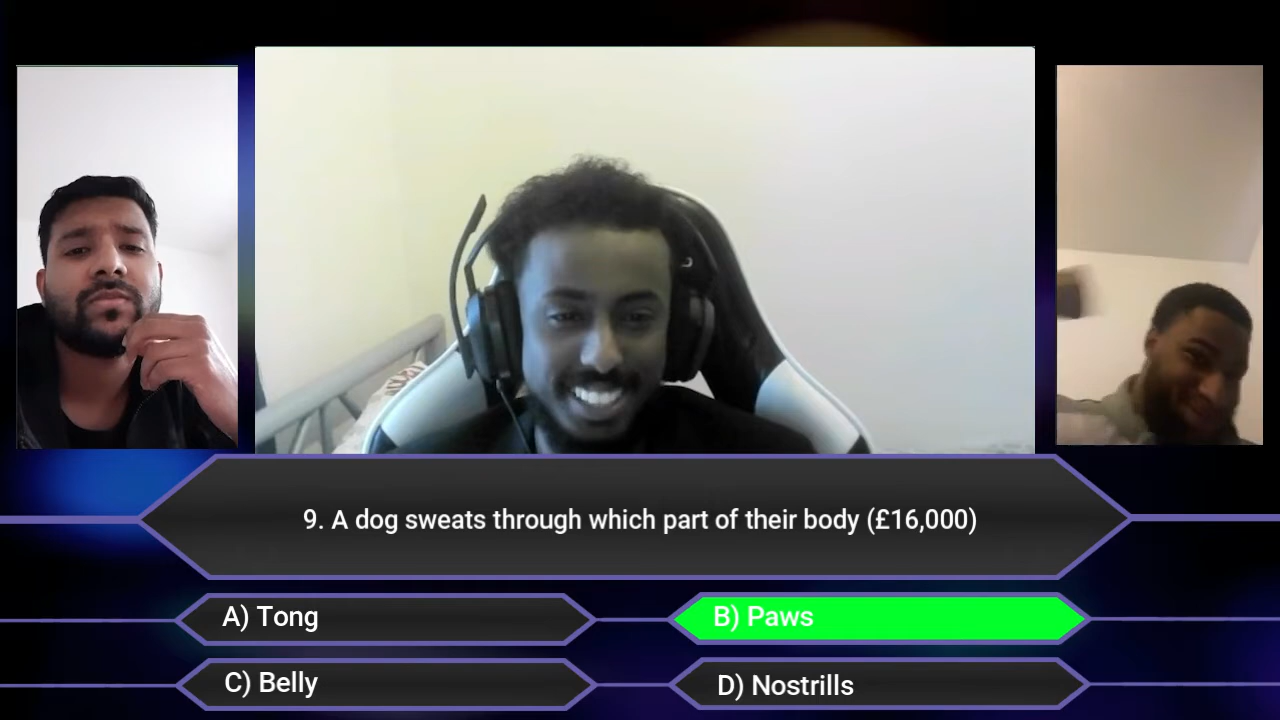 9. A dog sweats through which part of their body (£16,000)
A) Tong
B) Paws
C) Belly
D) Nostrills